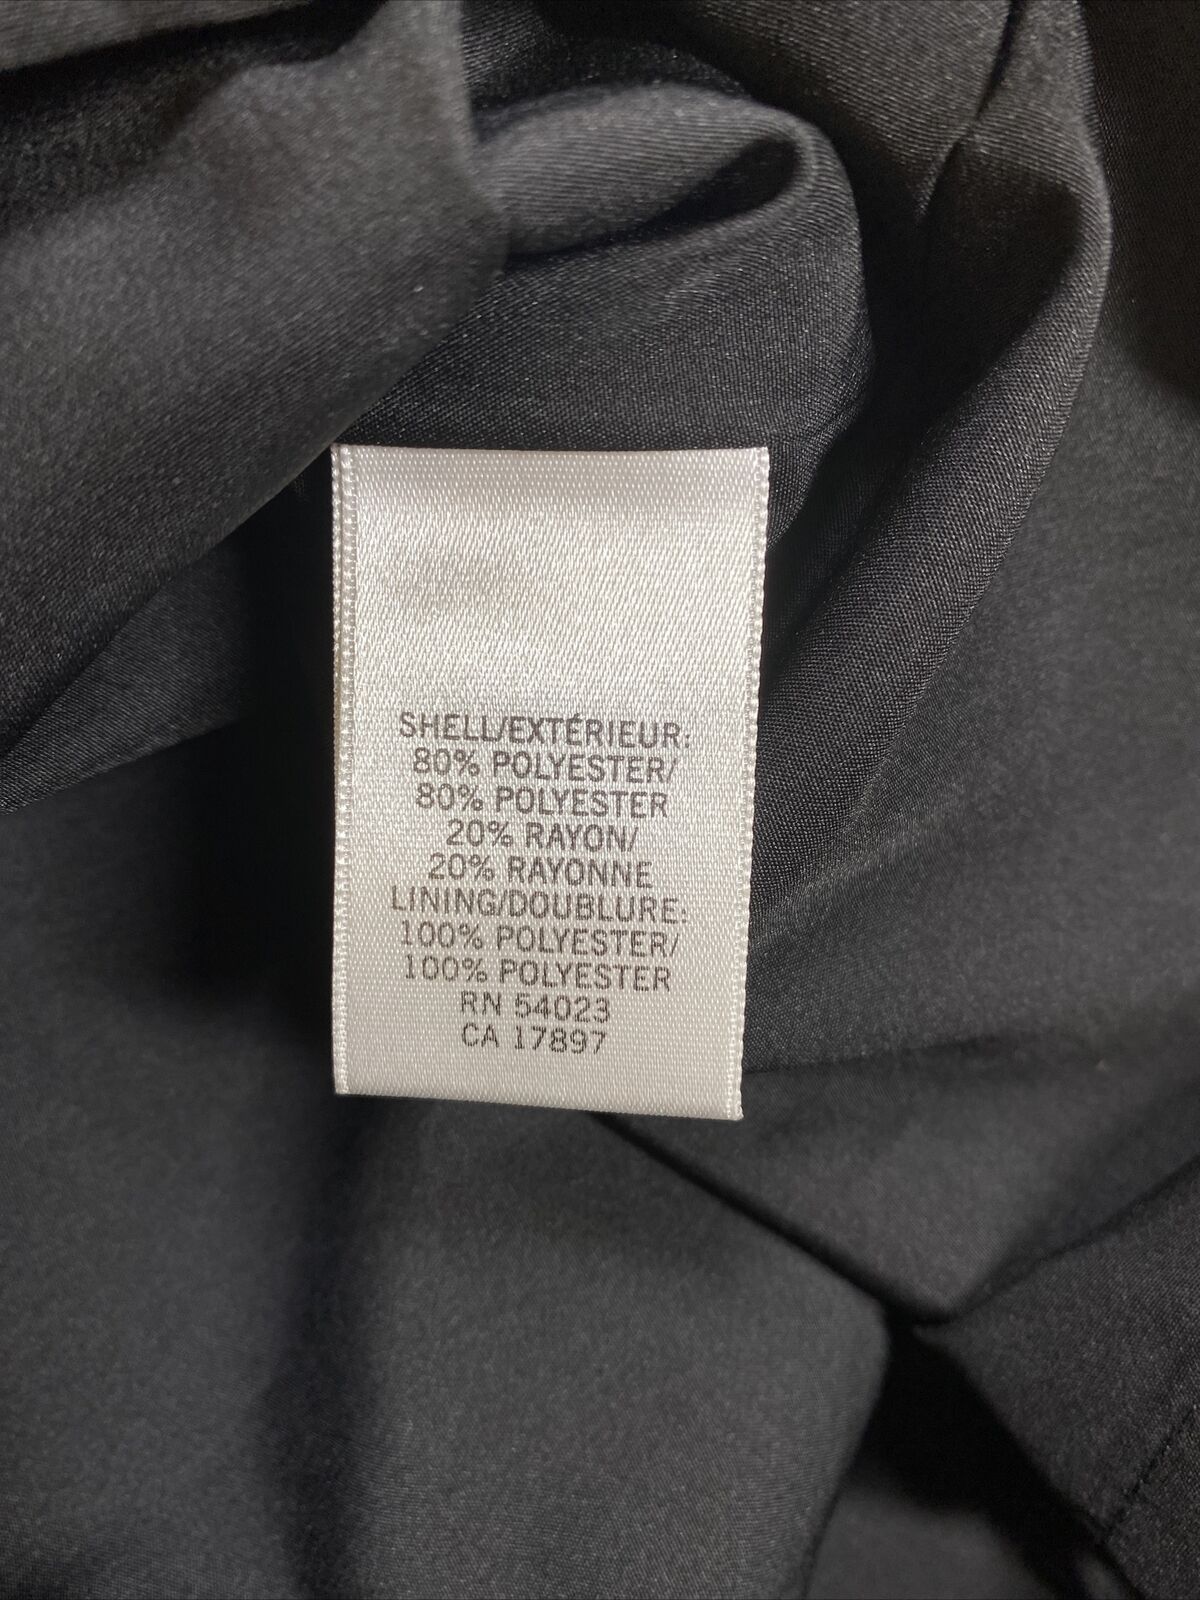 SHELL/EXTÉRIEUR:
80% POLYESTER/
80% POLYESTER
20% RAYON/
20% RAYONNE
LINING/DOUBLURE:
100% POLYESTER/
100% POLYESTER
RN 54023
CA 17897